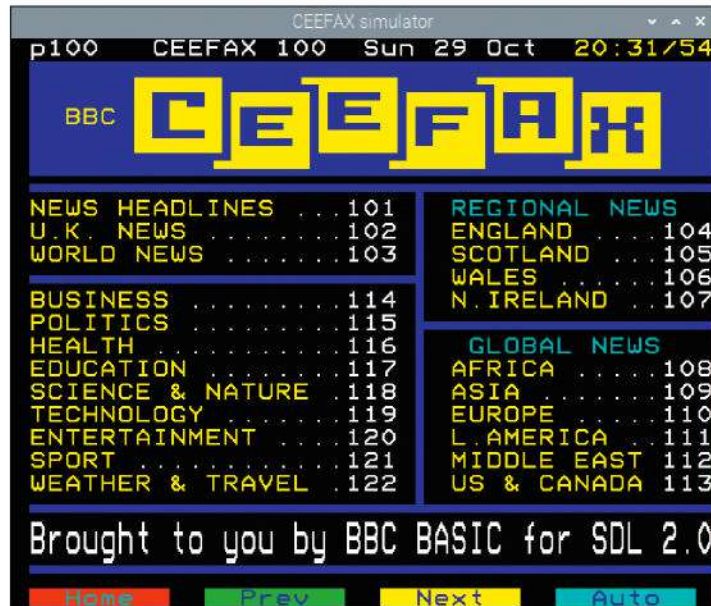 CEEFAX simulator
p100 CEEFAX 100 Sun 29 Oct 20:31/54
BBC CEEFAX
NEWS HEADLINES ...101
U.K. NEWS ........102
WORLD NEWS .......103
REGIONAL NEWS
ENGLAND ....104
SCOTLAND ...105
WALES ......106
N.IRELAND ..107
BUSINESS .........114
POLITICS .........115
HEALTH ...........116
EDUCATION ........117
SCIENCE & NATURE .118
TECHNOLOGY .......119
ENTERTAINMENT ....120
SPORT ............121
WEATHER & TRAVEL .122
GLOBAL NEWS
AFRICA .....108
ASIA .......109
EUROPE .....110
L.AMERICA ..111
MIDDLE EAST 112
US & CANADA 113
Brought to you by BBC BASIC for SDL 2.0
Home Prev Next Auto